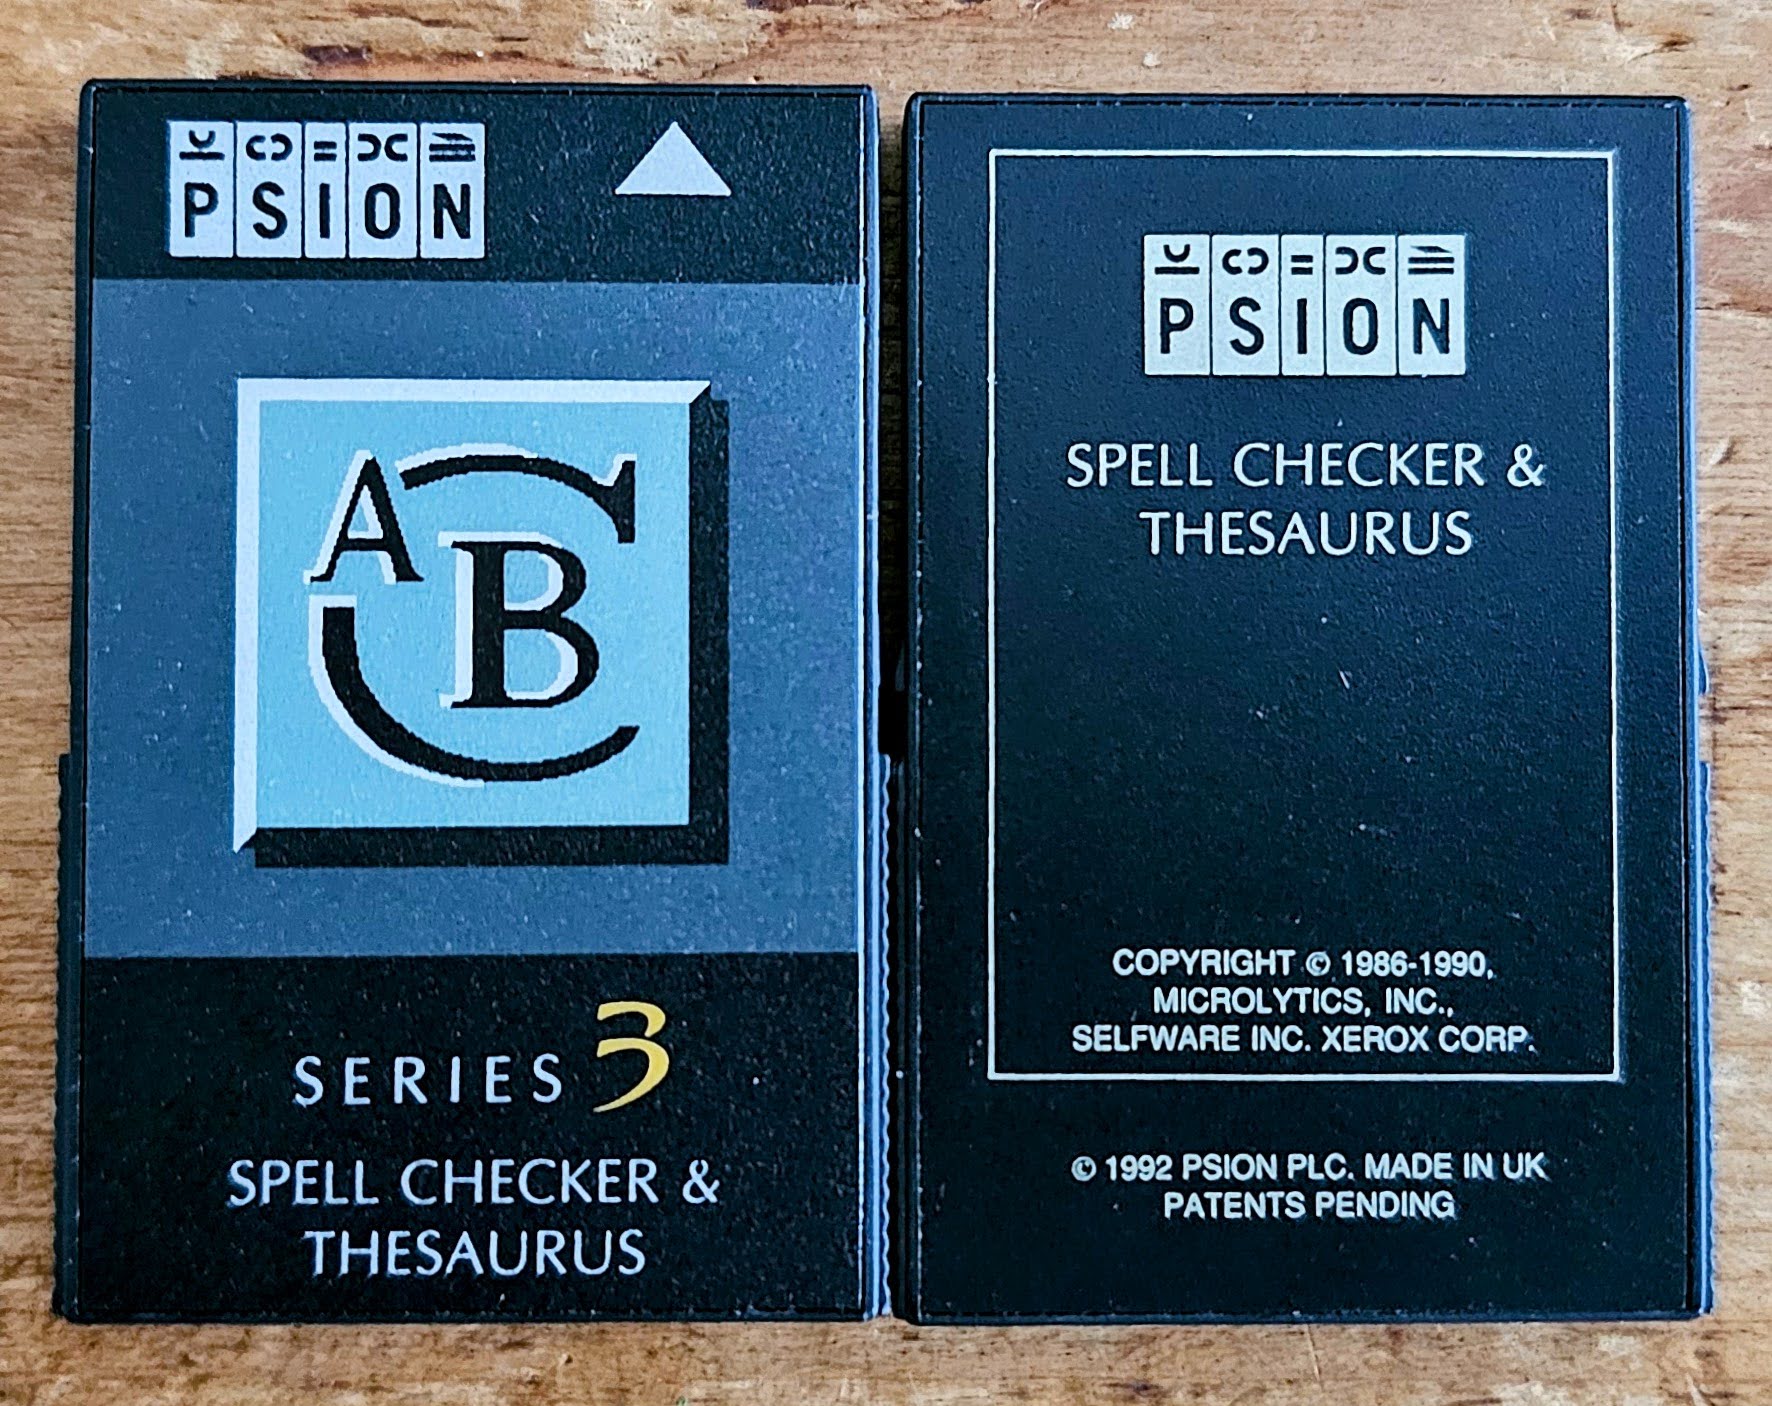 PSION
A
B
C
SERIES 3
SPELL CHECKER &
THESAURUS
PSION
SPELL CHECKER &
THESAURUS
COPYRIGHT © 1986-1990,
MICROLYTICS, INC.,
SELFWARE INC. XEROX CORP.
© 1992 PSION PLC. MADE IN UK
PATENTS PENDING